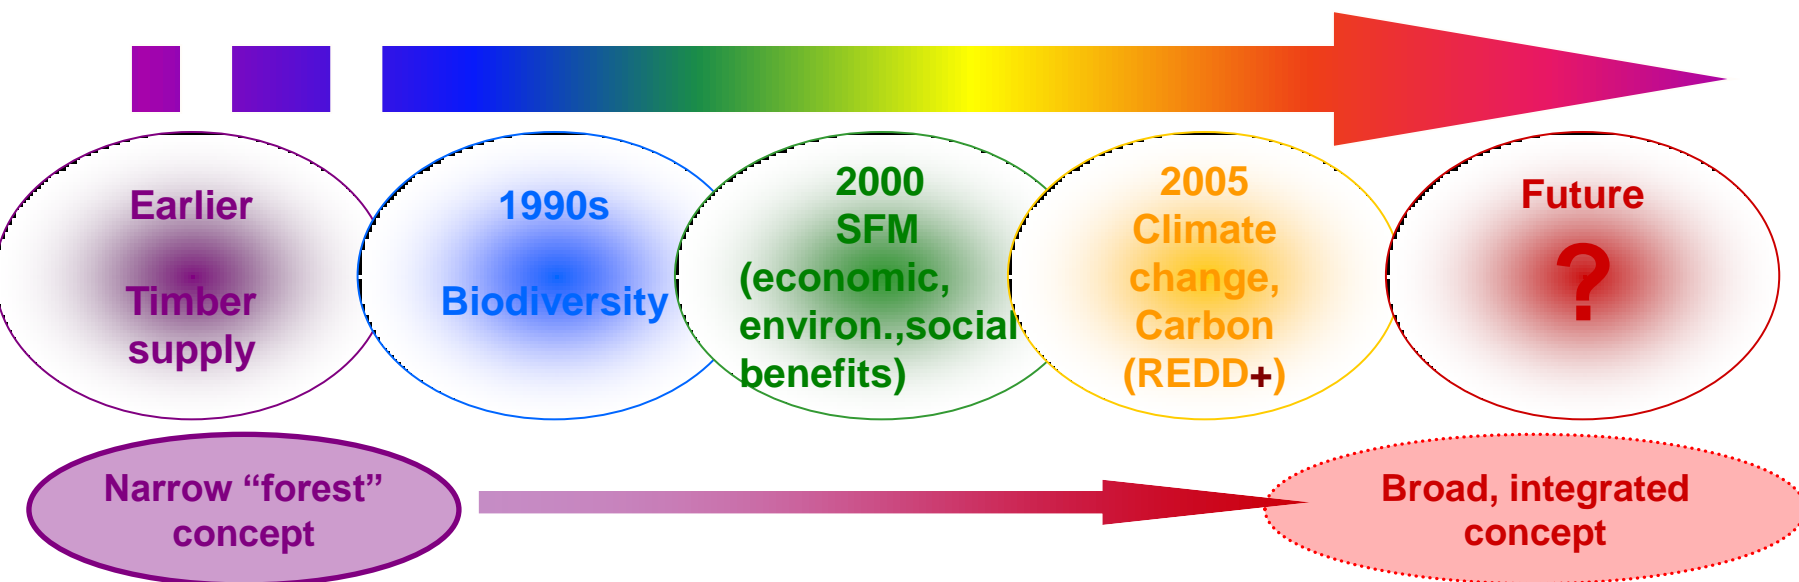 Earlier
Timber
supply
1990s
Biodiversity
2000
SFM
(economic,
environ.,social
benefits)
2005
Climate
change,
Carbon
(REDD+)
Future
?
Narrow “forest”
concept
Broad, integrated
concept